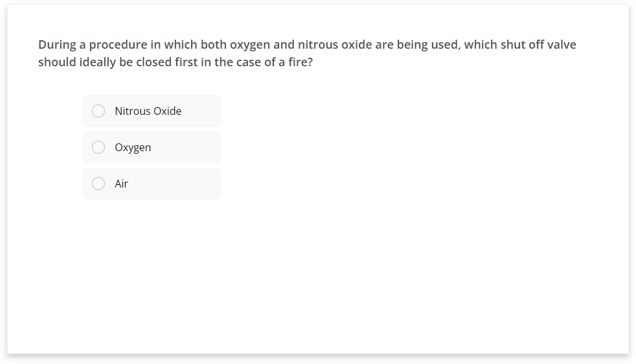 During a procedure in which both oxygen and nitrous oxide are being used, which shut off valve
should ideally be closed first in the case of a fire?
Nitrous Oxide
Oxygen
Air